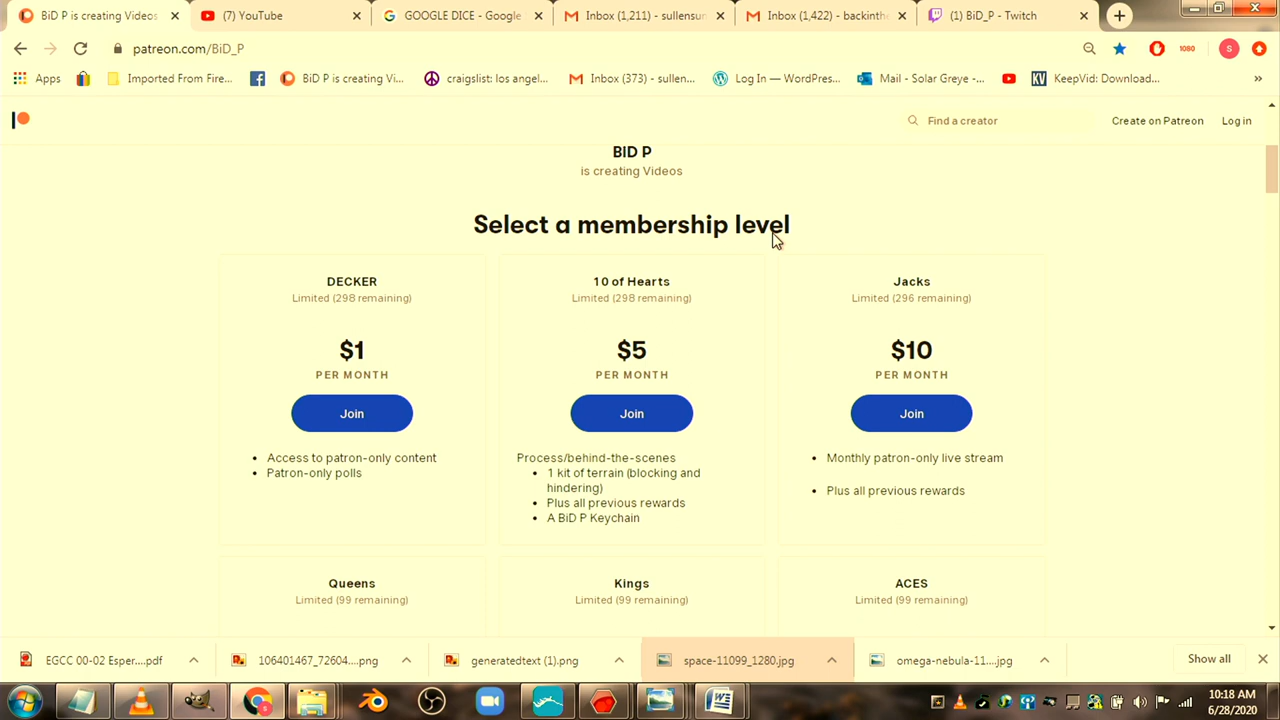 BiD P is creating Videos
(7) YouTube
GOOGLE DICE - Google
Inbox (1,211) - sullensun
Inbox (1,422) - backinthe
(1) BiD_P - Twitch
patreon.com/BiD_P
1080
S
Apps
Imported From Fire...
BiD P is creating Vi...
craigslist: los angel...
Inbox (373) - sullen...
Log In — WordPres...
Mail - Solar Greye -...
KV
KeepVid: Download...
»
Find a creator
Create on Patreon
Log in
BiD P
is creating Videos
Select a membership level
DECKER
Limited (298 remaining)
$1
PER MONTH
Join
• Access to patron-only content
• Patron-only polls
10 of Hearts
Limited (298 remaining)
$5
PER MONTH
Join
Process/behind-the-scenes
• 1 kit of terrain (blocking and
hindering)
• Plus all previous rewards
• A BiD P Keychain
Jacks
Limited (296 remaining)
$10
PER MONTH
Join
• Monthly patron-only live stream
• Plus all previous rewards
Queens
Limited (99 remaining)
Kings
Limited (99 remaining)
ACES
Limited (99 remaining)
EGCC 00-02 Esper....pdf
106401467_72604....png
generatedtext (1).png
space-11099_1280.jpg
omega-nebula-11....jpg
Show all
10:18 AM
6/28/2020